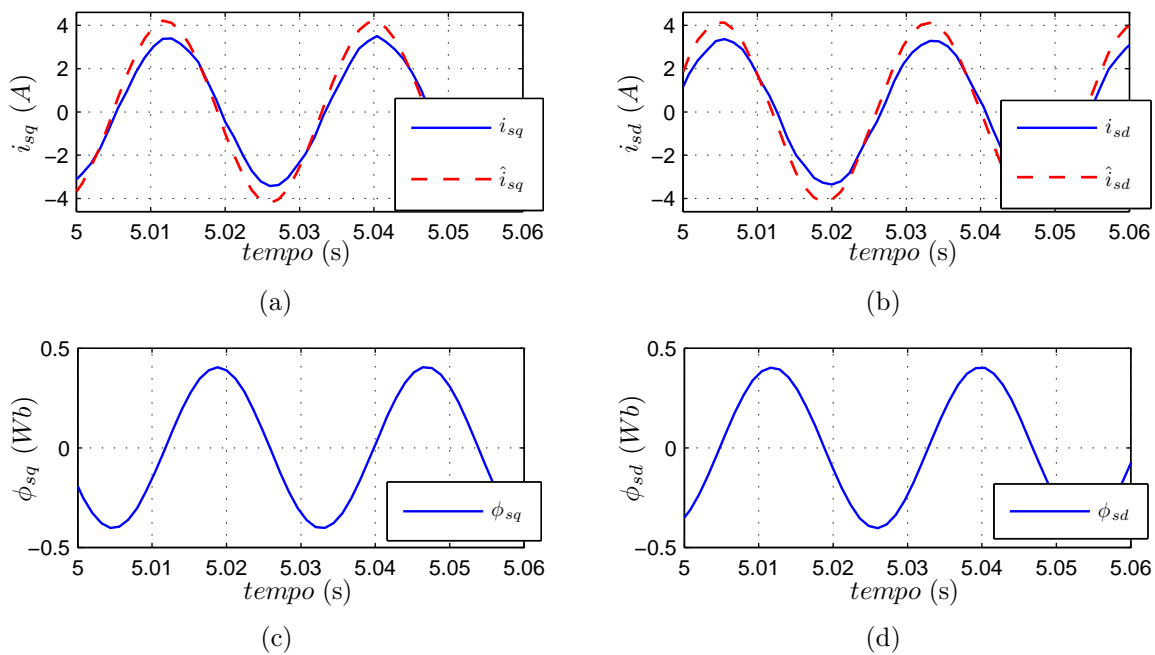 4
2
0
−2
−4
i_sq (A)
i_sq
î_sq
5 5.01 5.02 5.03 5.04 5.05 5.06
tempo (s)
(a)
4
2
0
−2
−4
i_sd (A)
i_sd
î_sd
5 5.01 5.02 5.03 5.04 5.05 5.06
tempo (s)
(b)
0.5
0
−0.5
ϕ_sq (Wb)
ϕ_sq
5 5.01 5.02 5.03 5.04 5.05 5.06
tempo (s)
(c)
0.5
0
−0.5
ϕ_sd (Wb)
ϕ_sd
5 5.01 5.02 5.03 5.04 5.05 5.06
tempo (s)
(d)